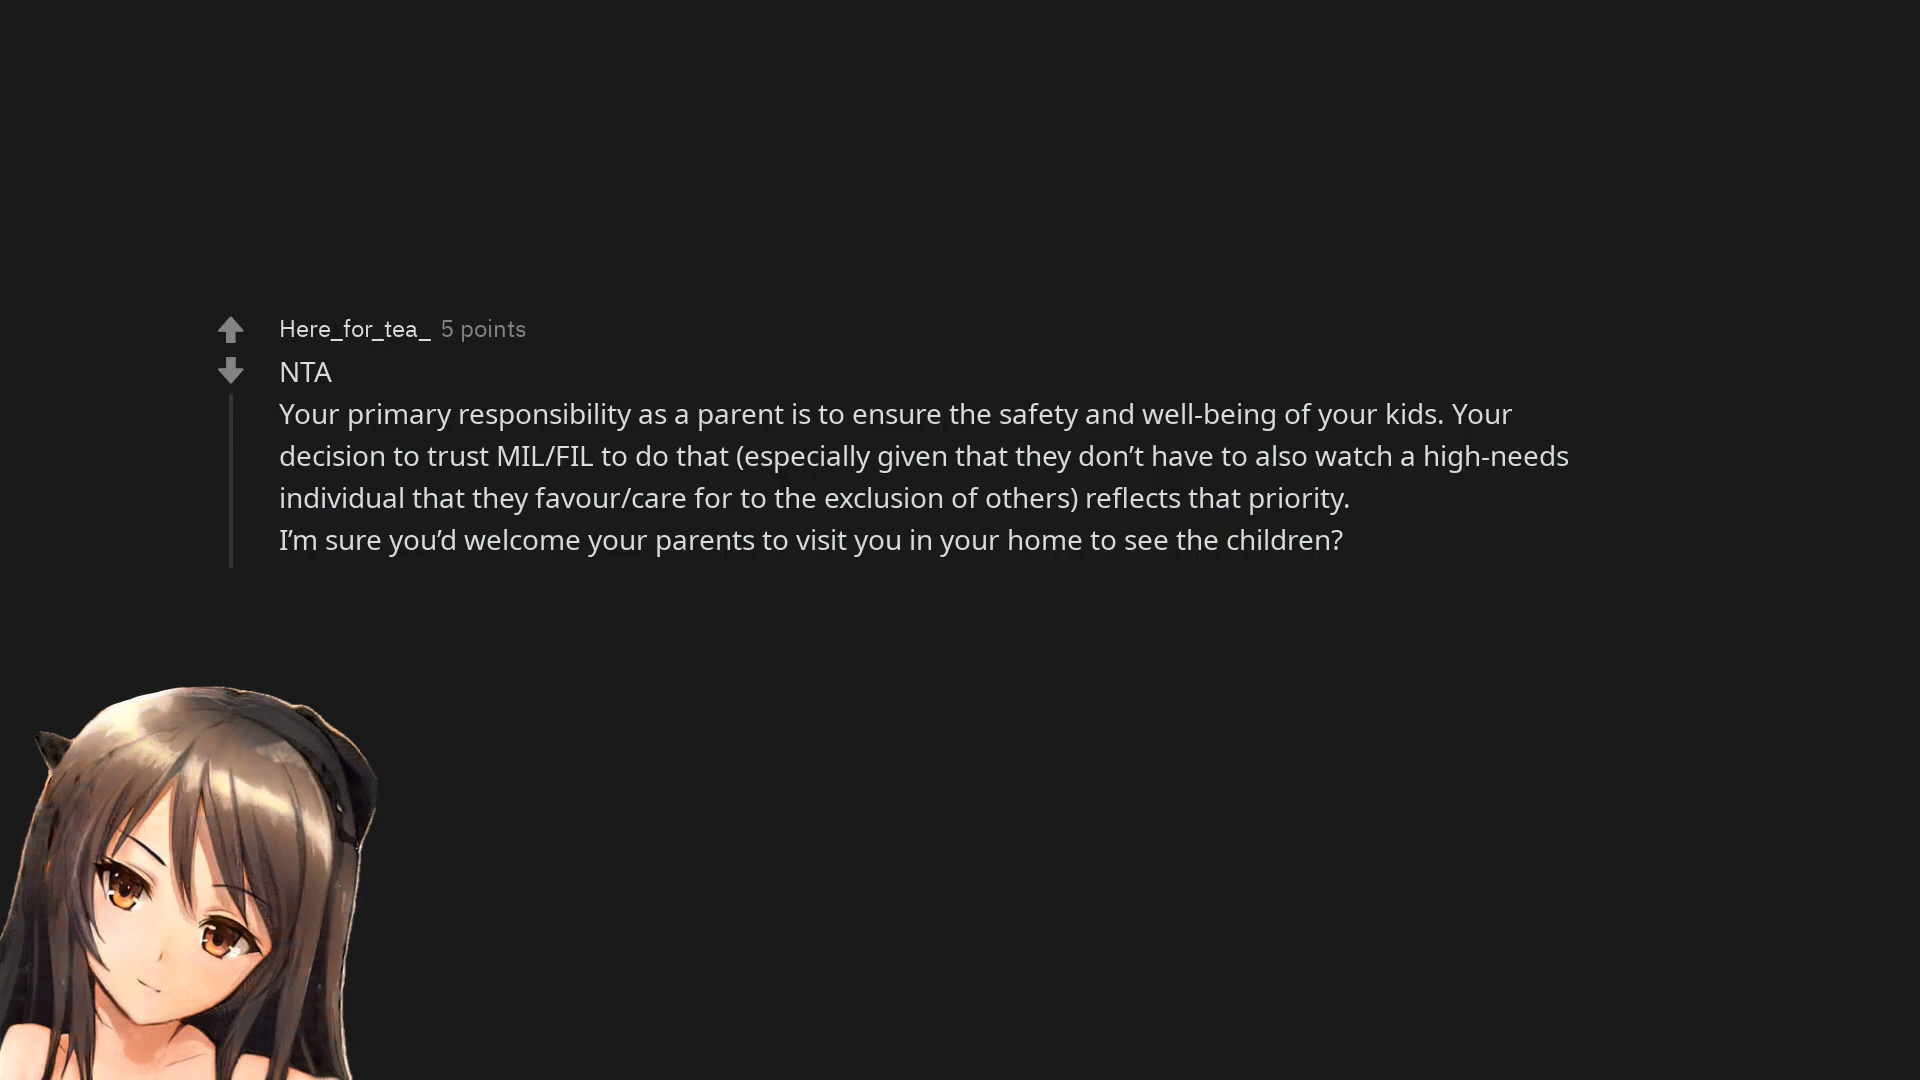 Here_for_tea_ 5 points
NTA
Your primary responsibility as a parent is to ensure the safety and well-being of your kids. Your
decision to trust MIL/FIL to do that (especially given that they don’t have to also watch a high-needs
individual that they favour/care for to the exclusion of others) reflects that priority.
I’m sure you’d welcome your parents to visit you in your home to see the children?